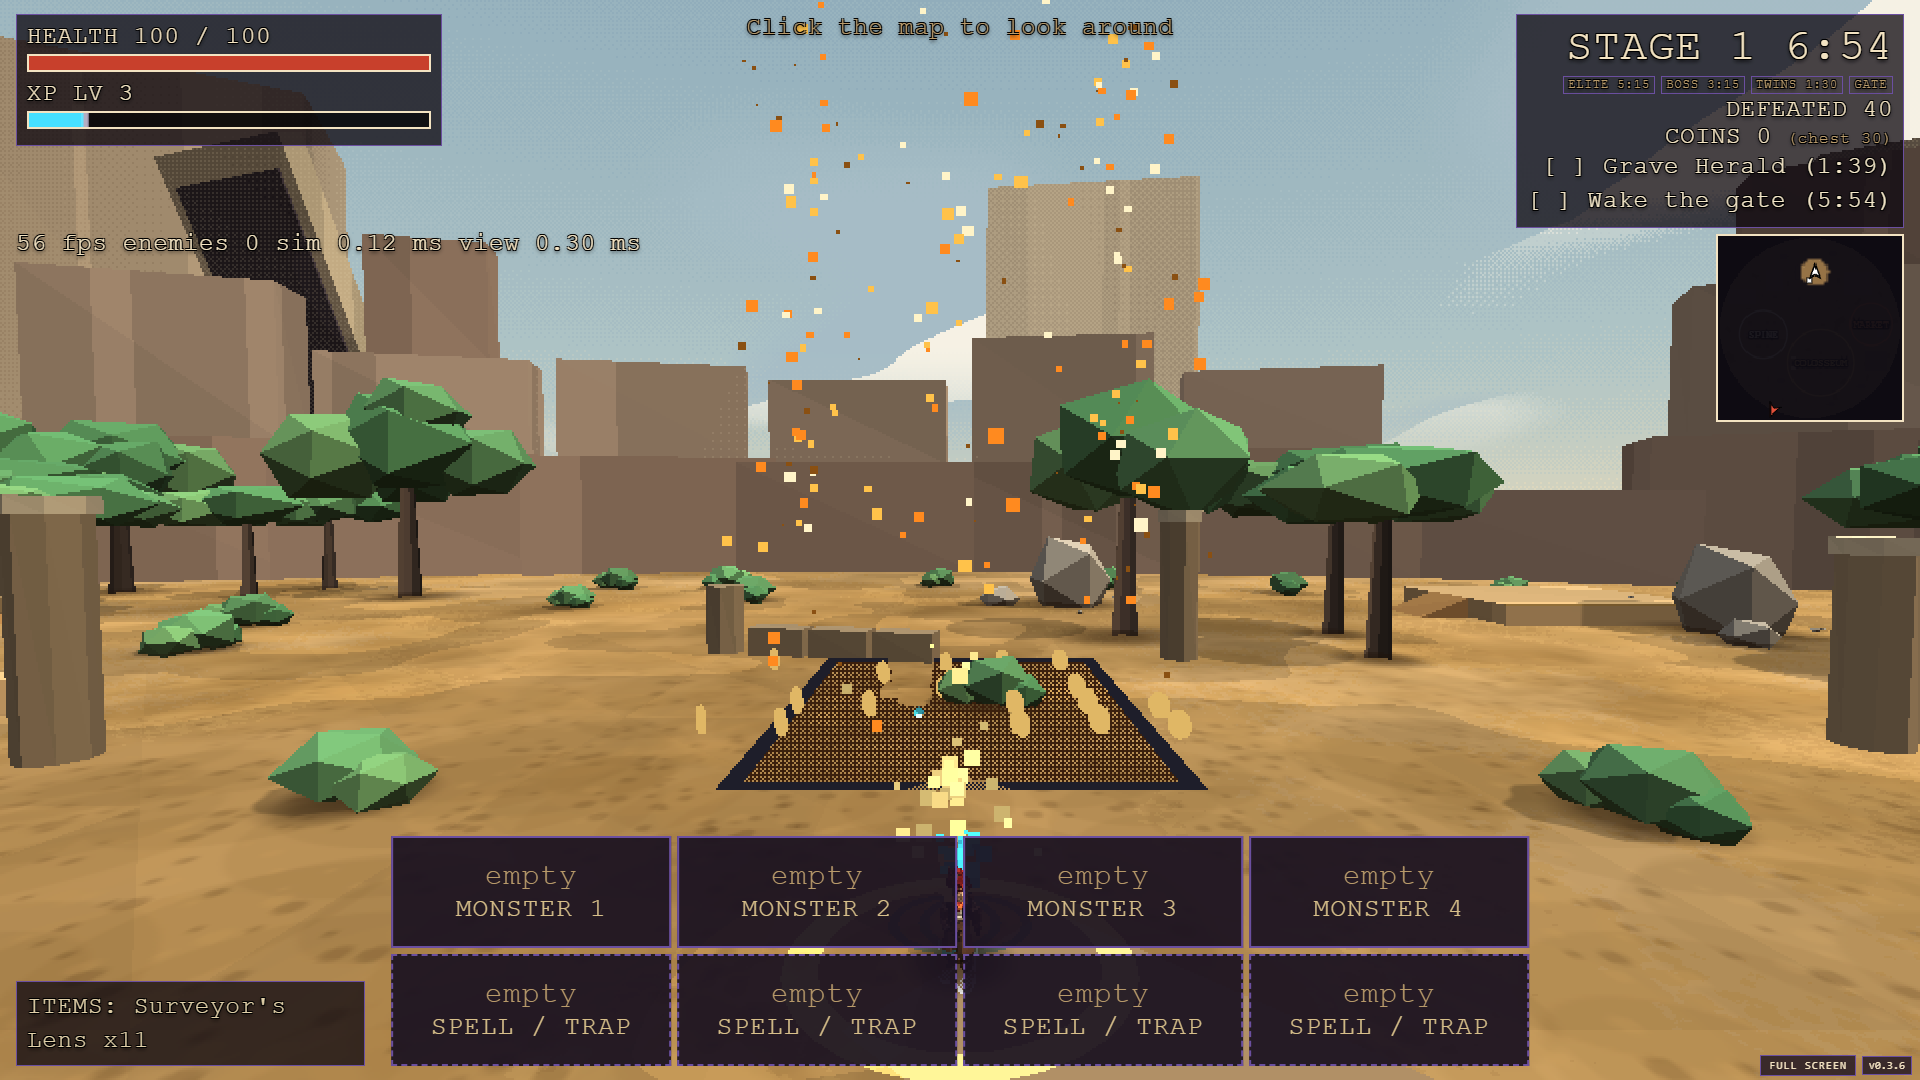 HEALTH 100 / 100
XP LV 3
56 fps enemies 0 sim 0.12 ms view 0.30 ms
Click the map to look around
STAGE 1 6:54
ELITE 5:15 BOSS 3:15 TWINS 1:30 GATE
DEFEATED 40
COINS 0 (chest 30)
[ ] Grave Herald (1:39)
[ ] Wake the gate (5:54)
empty
MONSTER 1
empty
MONSTER 2
empty
MONSTER 3
empty
MONSTER 4
empty
SPELL / TRAP
empty
SPELL / TRAP
empty
SPELL / TRAP
empty
SPELL / TRAP
ITEMS: Surveyor's
Lens x11
FULL SCREEN
v0.3.6